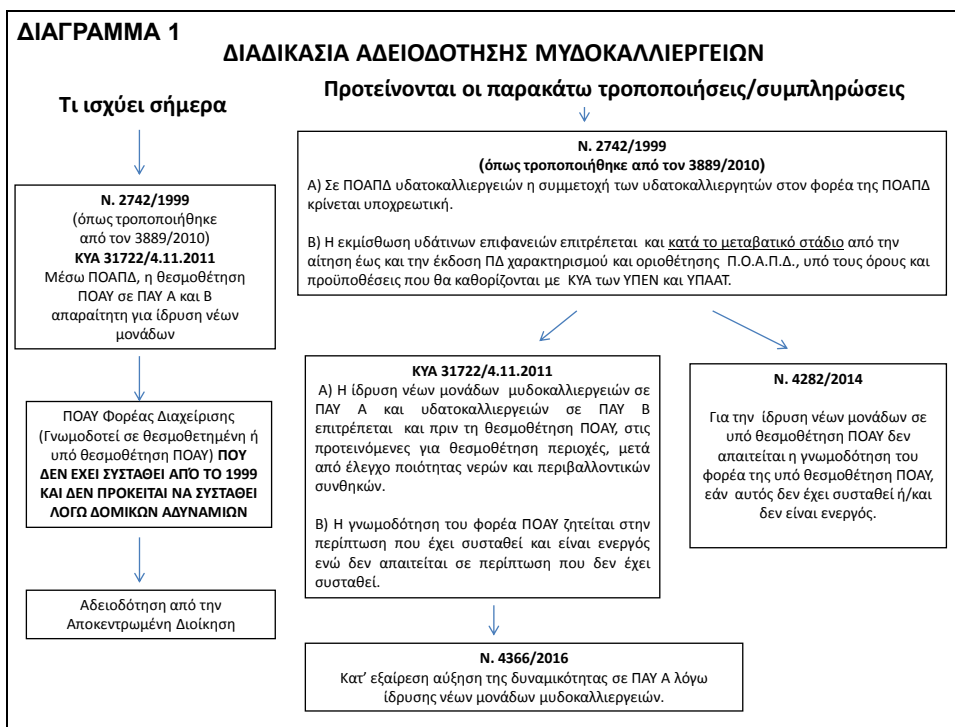 ΔΙΑΓΡΑΜΜΑ 1
ΔΙΑΔΙΚΑΣΙΑ ΑΔΕΙΟΔΟΤΗΣΗΣ ΜΥΔΟΚΑΛΛΙΕΡΓΕΙΩΝ
Τι ισχύει σήμερα
Ν. 2742/1999
(όπως τροποποιήθηκε
από τον 3889/2010)
ΚΥΑ 31722/4.11.2011
Μέσω ΠΟΑΠΔ, η θεσμοθέτηση
ΠΟΑΥ σε ΠΑΥ Α και Β
απαραίτητη για ίδρυση νέων
μονάδων
ΠΟΑΥ Φορέας Διαχείρισης
(Γνωμοδοτεί σε θεσμοθετημένη ή
υπό θεσμοθέτηση ΠΟΑΥ) ΠΟΥ
ΔΕΝ ΕΧΕΙ ΣΥΣΤΑΘΕΙ ΑΠΌ ΤΟ 1999
ΚΑΙ ΔΕΝ ΠΡΟΚΕΙΤΑΙ ΝΑ ΣΥΣΤΑΘΕΙ
ΛΟΓΩ ΔΟΜΙΚΩΝ ΑΔΥΝΑΜΙΩΝ
Αδειοδότηση από την
Αποκεντρωμένη Διοίκηση
Προτείνονται οι παρακάτω τροποποιήσεις/συμπληρώσεις
Ν. 2742/1999
(όπως τροποποιήθηκε από τον 3889/2010)
Α) Σε ΠΟΑΠΔ υδατοκαλλιεργειών η συμμετοχή των υδατοκαλλιεργητών στον φορέα της ΠΟΑΠΔ
κρίνεται υποχρεωτική.
Β) Η εκμίσθωση υδάτινων επιφανειών επιτρέπεται και κατά το μεταβατικό στάδιο από την
αίτηση έως και την έκδοση ΠΔ χαρακτηρισμού και οριοθέτησης Π.Ο.Α.Π.Δ., υπό τους όρους και
προϋποθέσεις που θα καθορίζονται με ΚΥΑ των ΥΠΕΝ και ΥΠΑΑΤ.
ΚΥΑ 31722/4.11.2011
Α) Η ίδρυση νέων μονάδων μυδοκαλλιεργειών σε
ΠΑΥ Α και υδατοκαλλιεργειών σε ΠΑΥ Β
επιτρέπεται και πριν τη θεσμοθέτηση ΠΟΑΥ, στις
προτεινόμενες για θεσμοθέτηση περιοχές, μετά
από έλεγχο ποιότητας νερών και περιβαλλοντικών
συνθηκών.
Β) Η γνωμοδότηση του φορέα ΠΟΑΥ ζητείται στην
περίπτωση που έχει συσταθεί και είναι ενεργός
ενώ δεν απαιτείται σε περίπτωση που δεν έχει
συσταθεί.
Ν. 4282/2014
Για την ίδρυση νέων μονάδων σε
υπό θεσμοθέτηση ΠΟΑΥ δεν
απαιτείται η γνωμοδότηση του
φορέα της υπό θεσμοθέτηση ΠΟΑΥ,
εάν αυτός δεν έχει συσταθεί ή/και
δεν είναι ενεργός.
Ν. 4366/2016
Κατ’ εξαίρεση αύξηση της δυναμικότητας σε ΠΑΥ Α λόγω
ίδρυσης νέων μονάδων μυδοκαλλιεργειών.